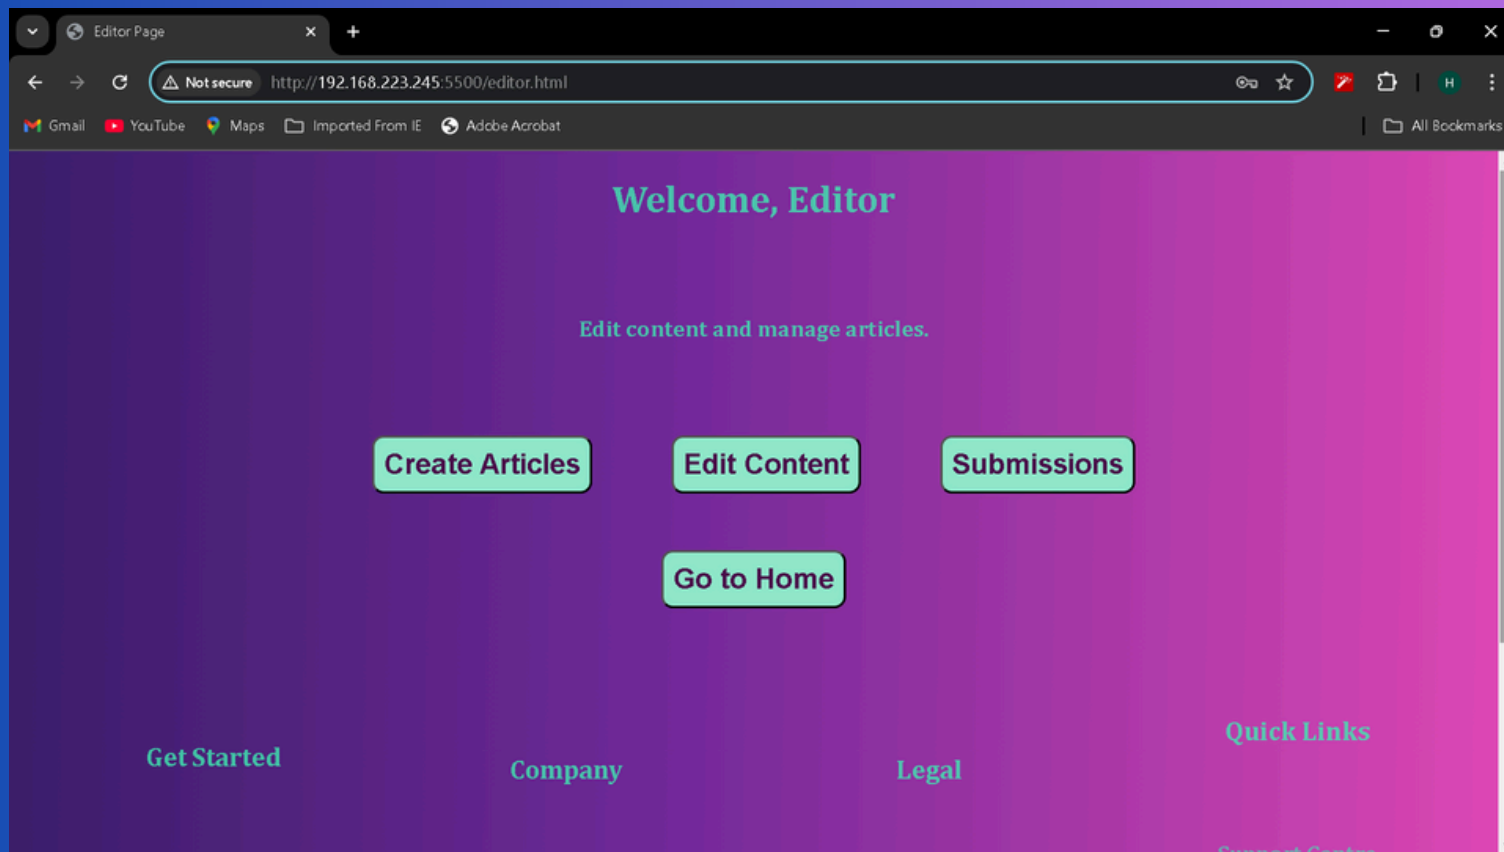 Editor Page
Not secure http://192.168.223.245:5500/editor.html
H
Gmail YouTube Maps Imported From IE Adobe Acrobat All Bookmarks
Welcome, Editor
Edit content and manage articles.
Create Articles Edit Content Submissions
Go to Home
Quick Links
Get Started
Company Legal
Support Centre